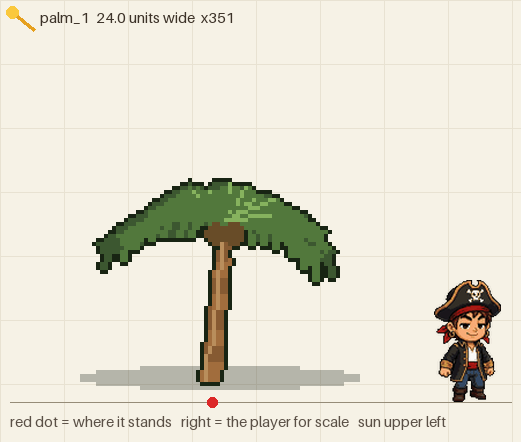 palm_1 24.0 units wide x351
red dot = where it stands right = the player for scale sun upper left